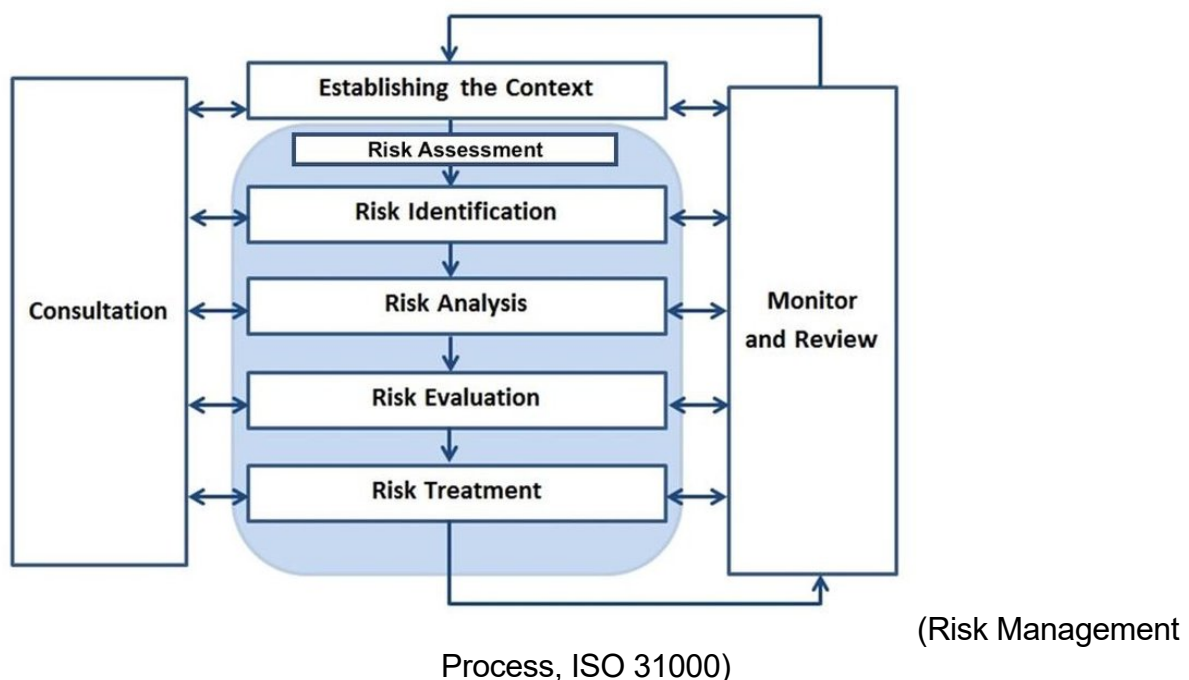 Establishing the Context
Risk Assessment
Risk Identification
Risk Analysis
Risk Evaluation
Risk Treatment
Consultation
Monitor
and Review
(Risk Management
Process, ISO 31000)